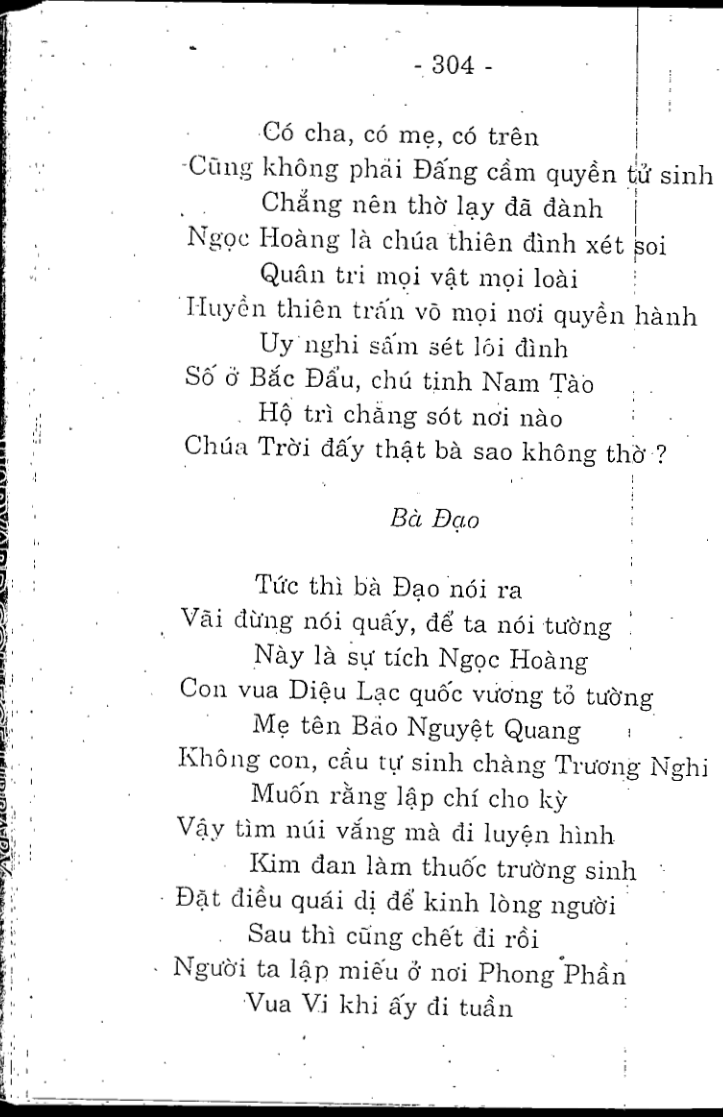 - 304 -
Có cha, có mẹ, có trên
Cũng không phải Đấng cầm quyền tử sinh
Chẳng nên thờ lạy đã đành
Ngọc Hoàng là chúa thiên đình xét soi
Quân tri mọi vật mọi loài
Huyền thiên trấn võ mọi nơi quyền hành
Uy nghi sấm sét lôi đình
Số ở Bắc Đẩu, chú tịnh Nam Tào
Hộ trì chẳng sót nơi nào
Chúa Trời đấy thật bà sao không thờ ?
Bà Đạo
Tức thì bà Đạo nói ra
Vãi đừng nói quấy, để ta nói tường
Này là sự tích Ngọc Hoàng
Con vua Diệu Lạc quốc vương tỏ tường
Mẹ tên Bảo Nguyệt Quang
Không con, cầu tự sinh chàng Trương Nghi
Muốn rằng lập chí cho kỳ
Vậy tìm núi vắng mà đi luyện hình
Kim đan làm thuốc trường sinh
Đặt điều quái dị để kinh lòng người
Sau thì cũng chết đi rồi
Người ta lập miếu ở nơi Phong Phần
Vua Vi khi ấy đi tuần